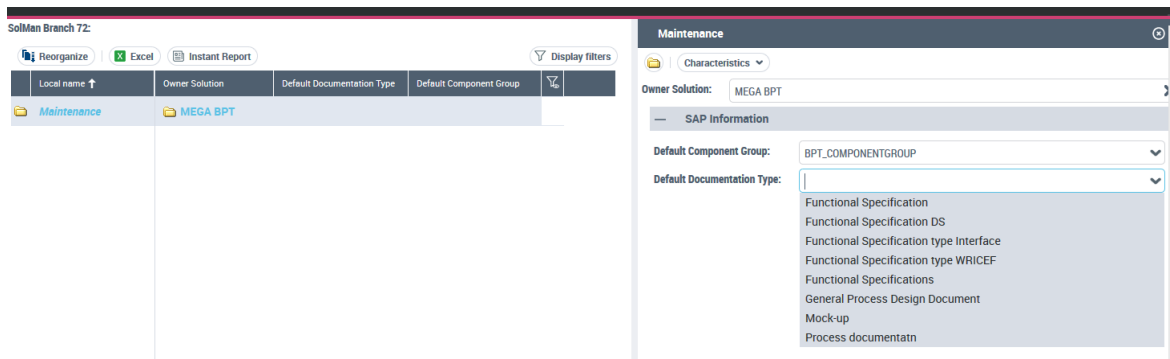 SolMan Branch 72:
Reorganize Excel Instant Report Display filters
Local name Owner Solution Default Documentation Type Default Component Group
Maintenance MEGA BPT
Maintenance
Characteristics
Owner Solution: MEGA BPT
SAP Information
Default Component Group: BPT_COMPONENTGROUP
Default Documentation Type:
Functional Specification
Functional Specification DS
Functional Specification type Interface
Functional Specification type WRICEF
Functional Specifications
General Process Design Document
Mock-up
Process documentatn